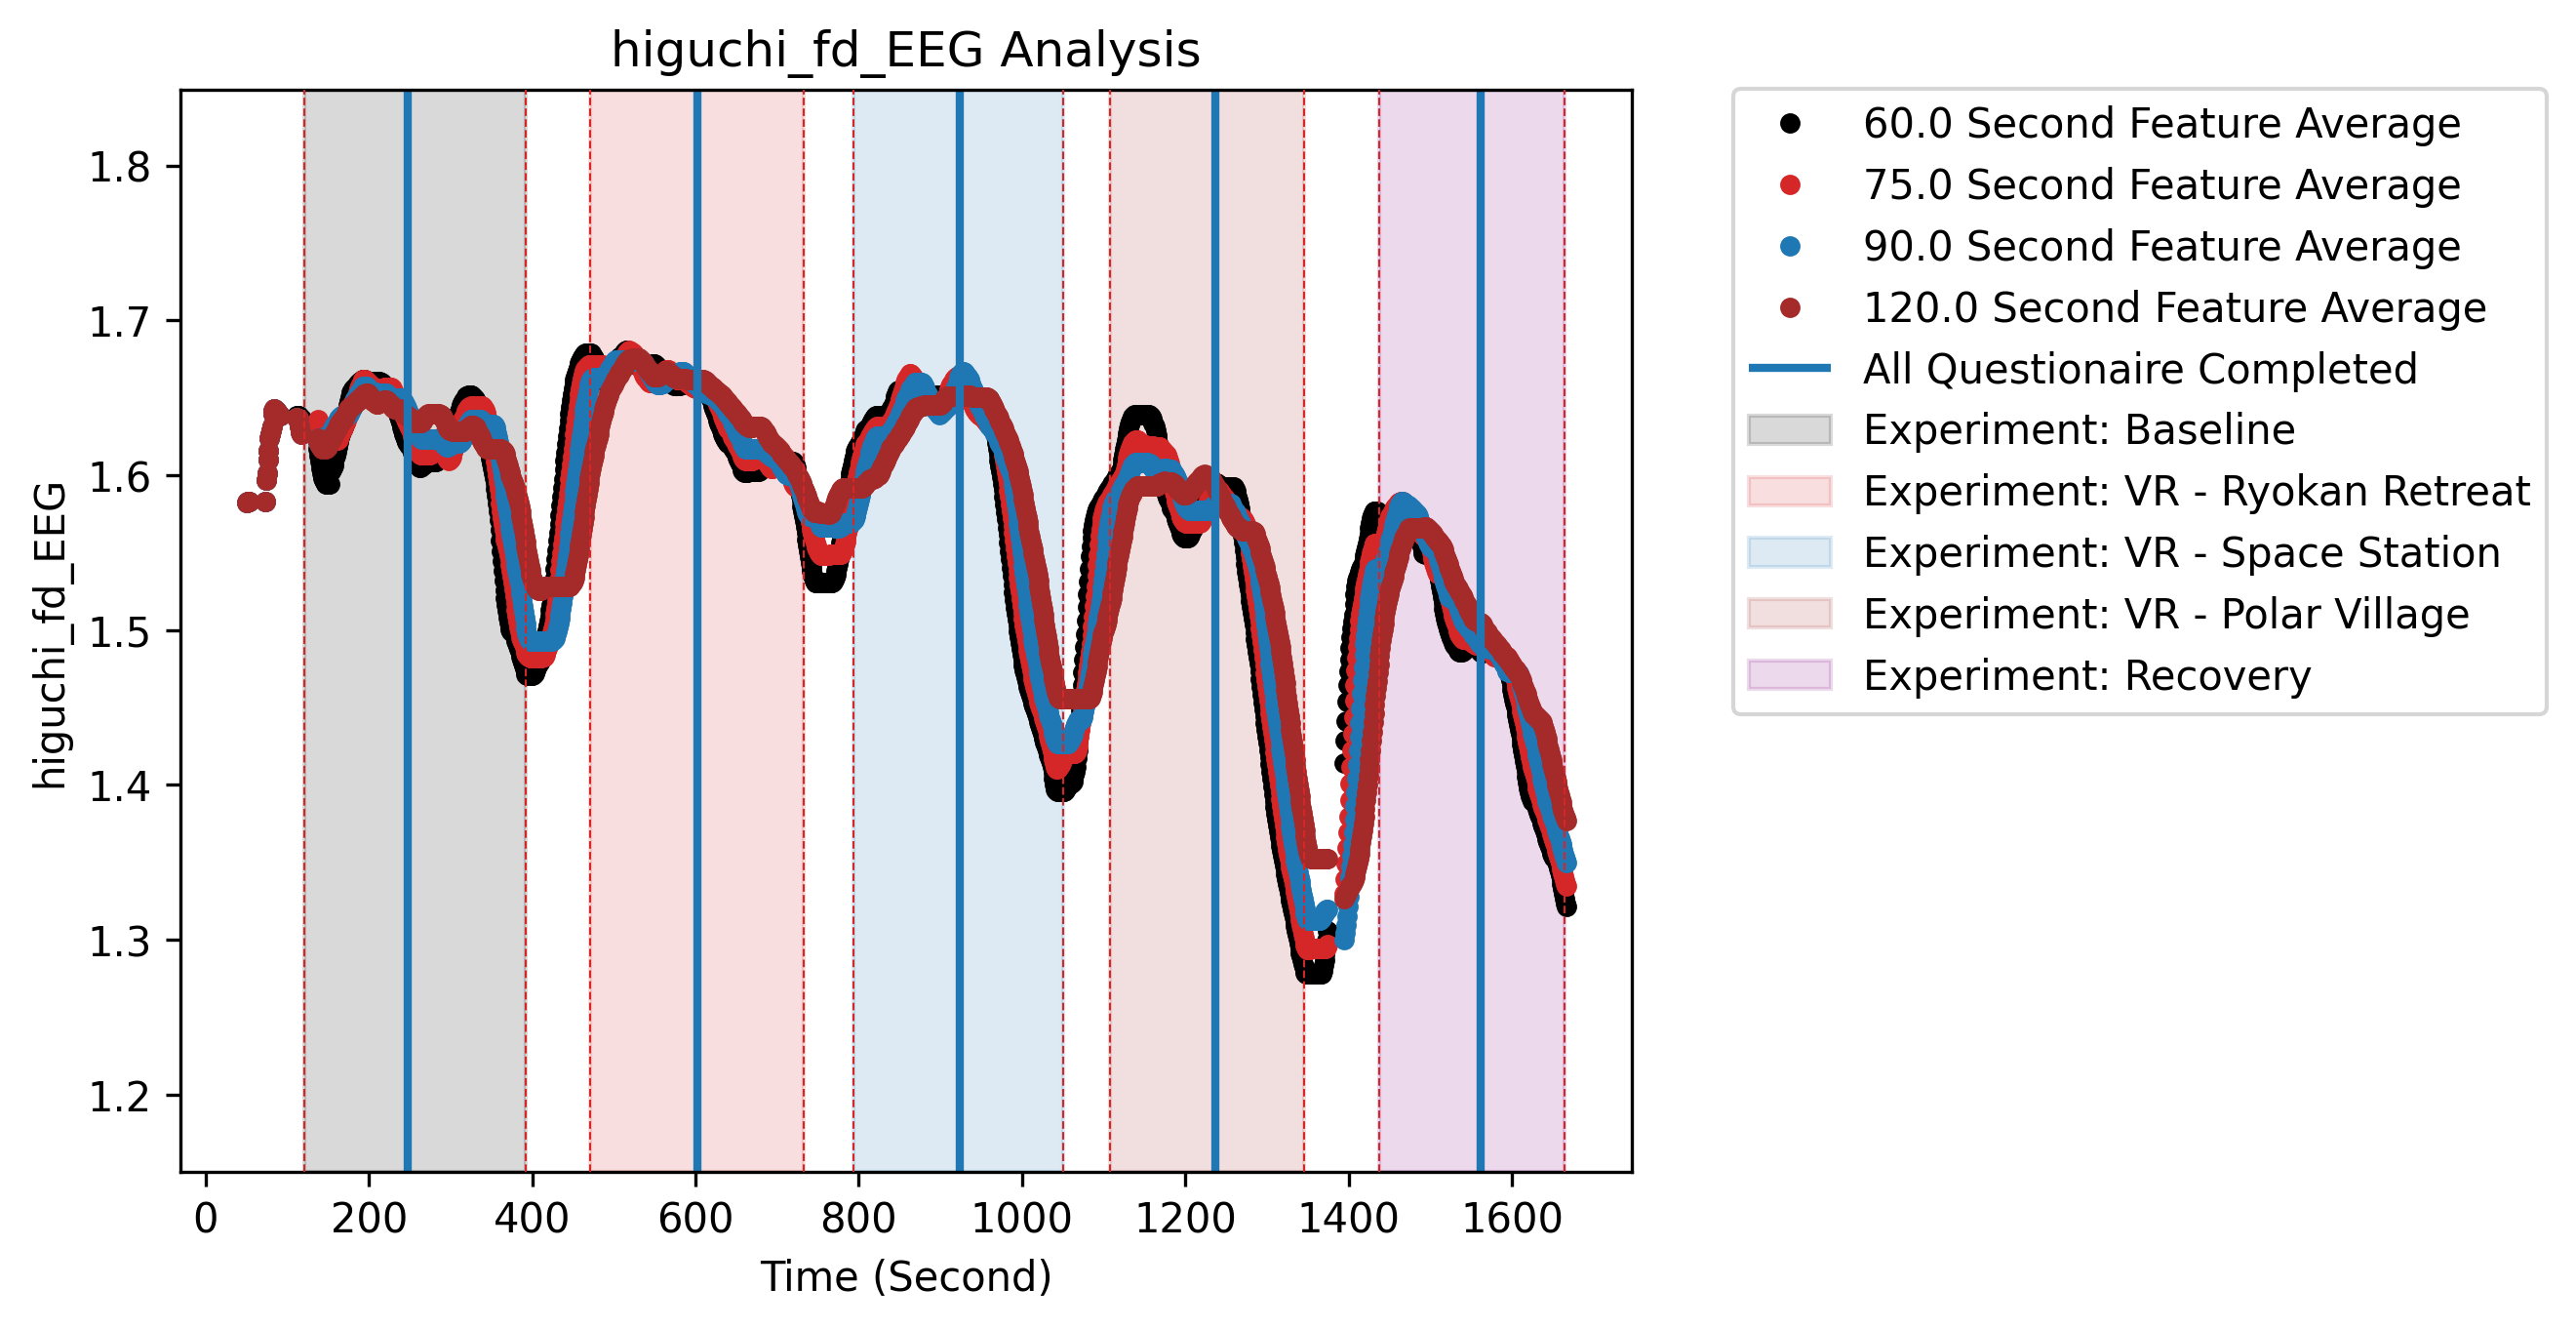 higuchi_fd_EEG Analysis
higuchi_fd_EEG
1.8
1.7
1.6
1.5
1.4
1.3
1.2
0 200 400 600 800 1000 1200 1400 1600
Time (Second)
60.0 Second Feature Average
75.0 Second Feature Average
90.0 Second Feature Average
120.0 Second Feature Average
All Questionaire Completed
Experiment: Baseline
Experiment: VR - Ryokan Retreat
Experiment: VR - Space Station
Experiment: VR - Polar Village
Experiment: Recovery